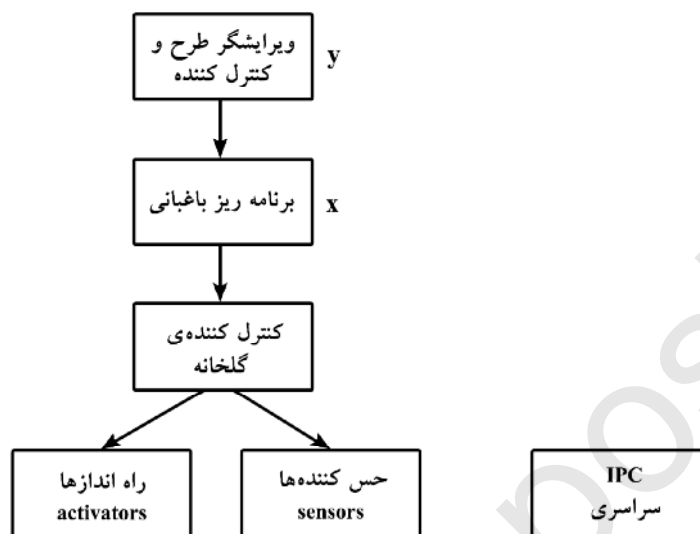 ویرایشگر طرح و
کنترل کننده
y
برنامه ریز باغبانی
x
کنترل کننده‌ی
گلخانه
راه اندازها
activators
حس کننده‌ها
sensors
IPC
سراسری